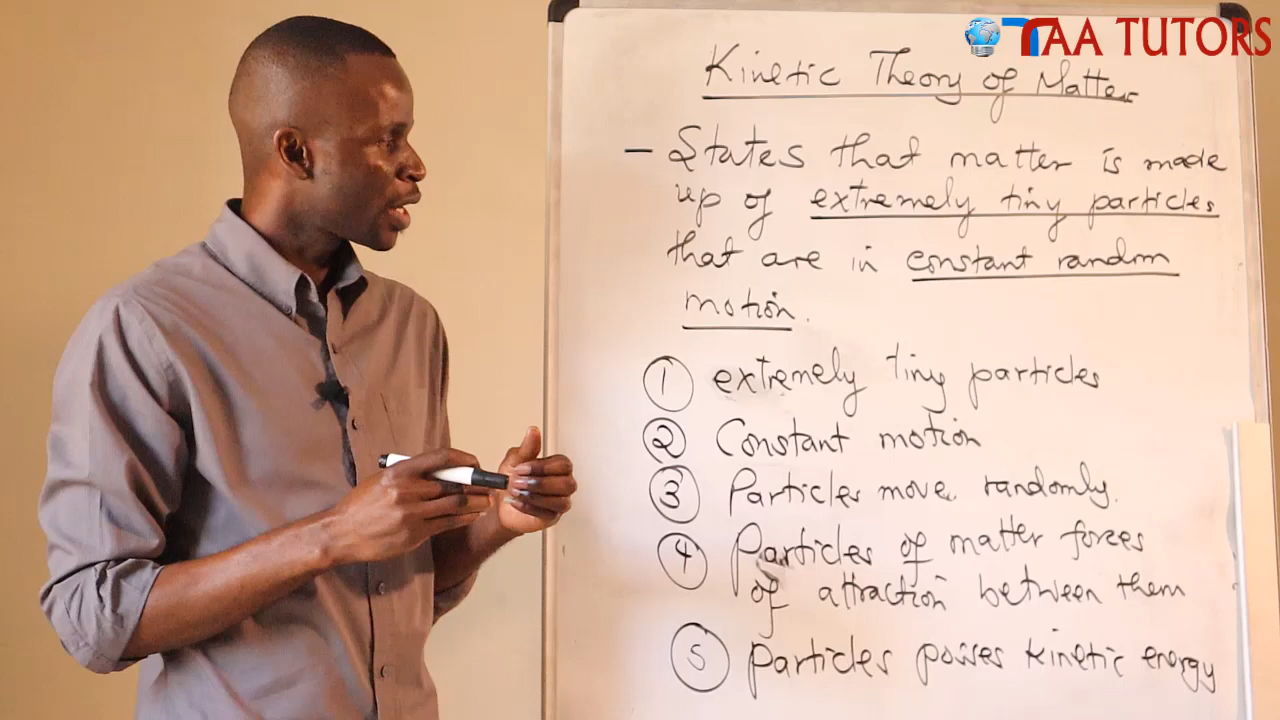 TAA TUTORS
Kinetic Theory of Matter
- States that matter is made
up of extremely tiny particles
that are in constant random
motion.
1 extremely tiny particles
2 Constant motion
3 Particles move randomly.
4 Particles of matter forces
of attraction between them
5 particles posses kinetic energy